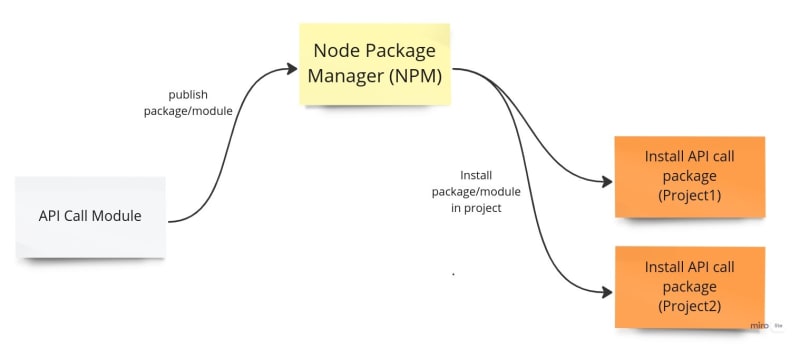 Node Package
Manager (NPM)
publish
package/module
API Call Module
Install
package/module
in project
Install API call
package
(Project1)
Install API call
package
(Project2)
miro lite